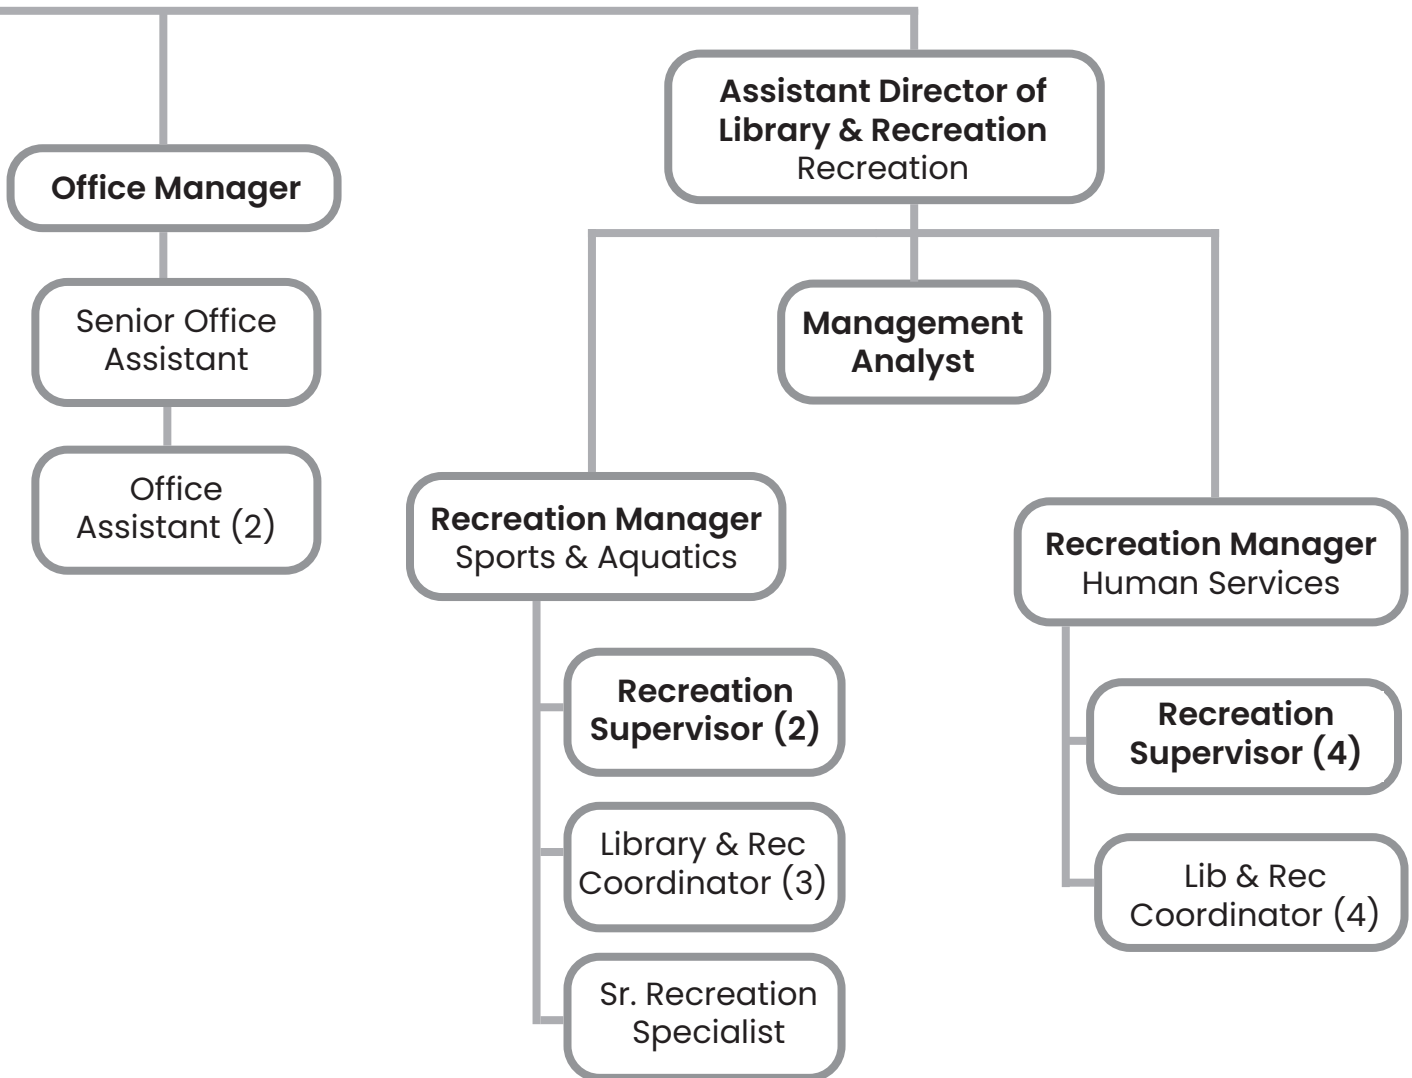 Assistant Director of
Library & Recreation
Recreation
Office Manager
Senior Office
Assistant
Management
Analyst
Office
Assistant (2)
Recreation Manager
Sports & Aquatics
Recreation Manager
Human Services
Recreation
Supervisor (2)
Recreation
Supervisor (4)
Library & Rec
Coordinator (3)
Lib & Rec
Coordinator (4)
Sr. Recreation
Specialist